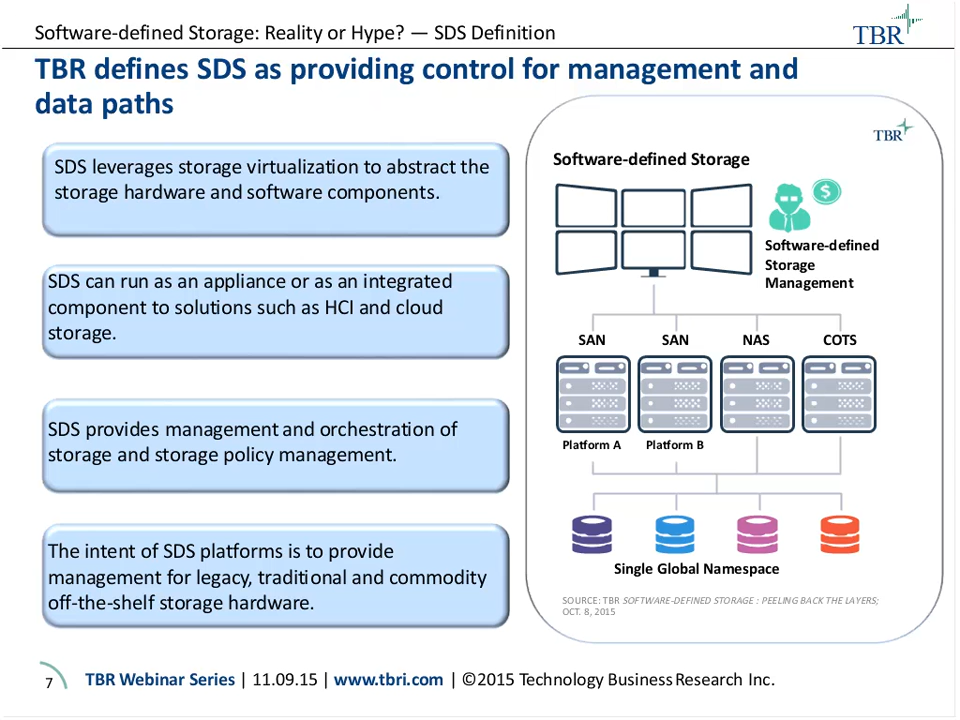 Software-defined Storage: Reality or Hype? — SDS Definition
TBR
TBR defines SDS as providing control for management and
data paths
SDS leverages storage virtualization to abstract the
storage hardware and software components.
SDS can run as an appliance or as an integrated
component to solutions such as HCI and cloud
storage.
SDS provides management and orchestration of
storage and storage policy management.
The intent of SDS platforms is to provide
management for legacy, traditional and commodity
off-the-shelf storage hardware.
TBR
Software-defined Storage
$
Software-defined
Storage
Management
SAN SAN NAS COTS
Platform A Platform B
Single Global Namespace
SOURCE: TBR SOFTWARE-DEFINED STORAGE : PEELING BACK THE LAYERS;
OCT. 8, 2015
7 TBR Webinar Series | 11.09.15 | www.tbri.com | ©2015 Technology Business Research Inc.